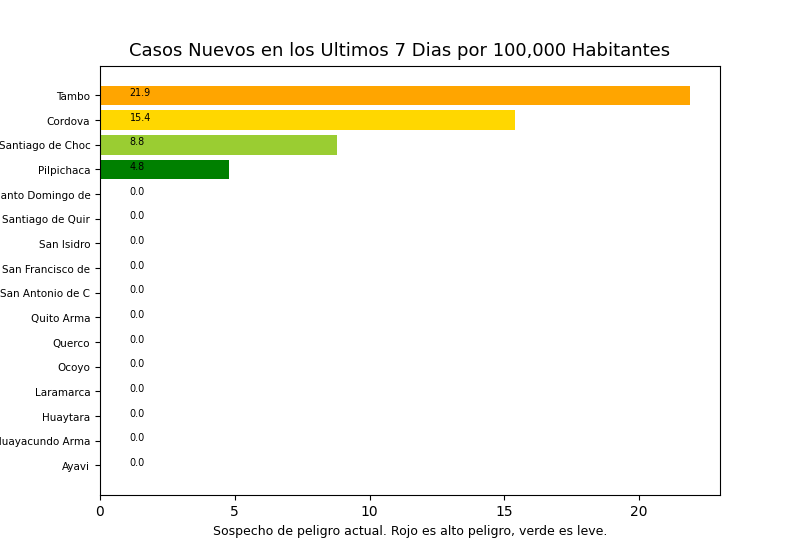 Casos Nuevos en los Ultimos 7 Dias por 100,000 Habitantes
Tambo 21.9
Cordova 15.4
Santiago de Choc 8.8
Pilpichaca 4.8
anto Domingo de 0.0
Santiago de Quir 0.0
San Isidro 0.0
San Francisco de 0.0
San Antonio de C 0.0
Quito Arma 0.0
Querco 0.0
Ocoyo 0.0
Laramarca 0.0
Huaytara 0.0
Huayacundo Arma 0.0
Ayavi 0.0
0 5 10 15 20
Sospecho de peligro actual. Rojo es alto peligro, verde es leve.